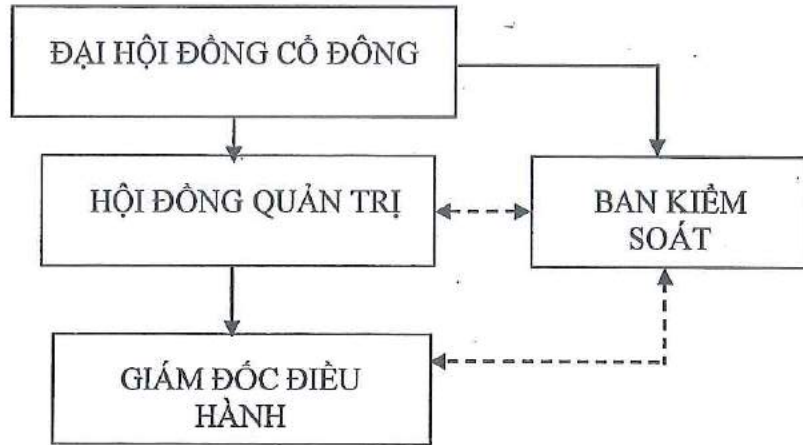 ĐẠI HỘI ĐỒNG CỔ ĐÔNG
HỘI ĐỒNG QUẢN TRỊ
BAN KIỂM
SOÁT
GIÁM ĐỐC ĐIỀU
HÀNH